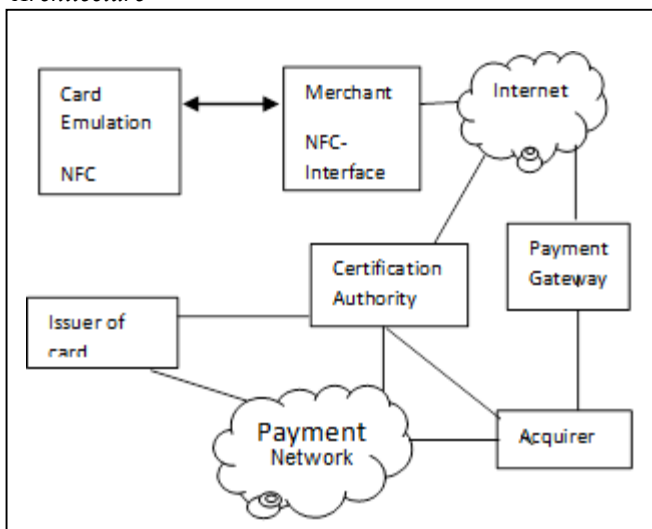 Card
Emulation
NFC
Merchant
NFC-
Interface
Internet
Certification
Authority
Payment
Gateway
Issuer of
card
Payment
Network
Acquirer